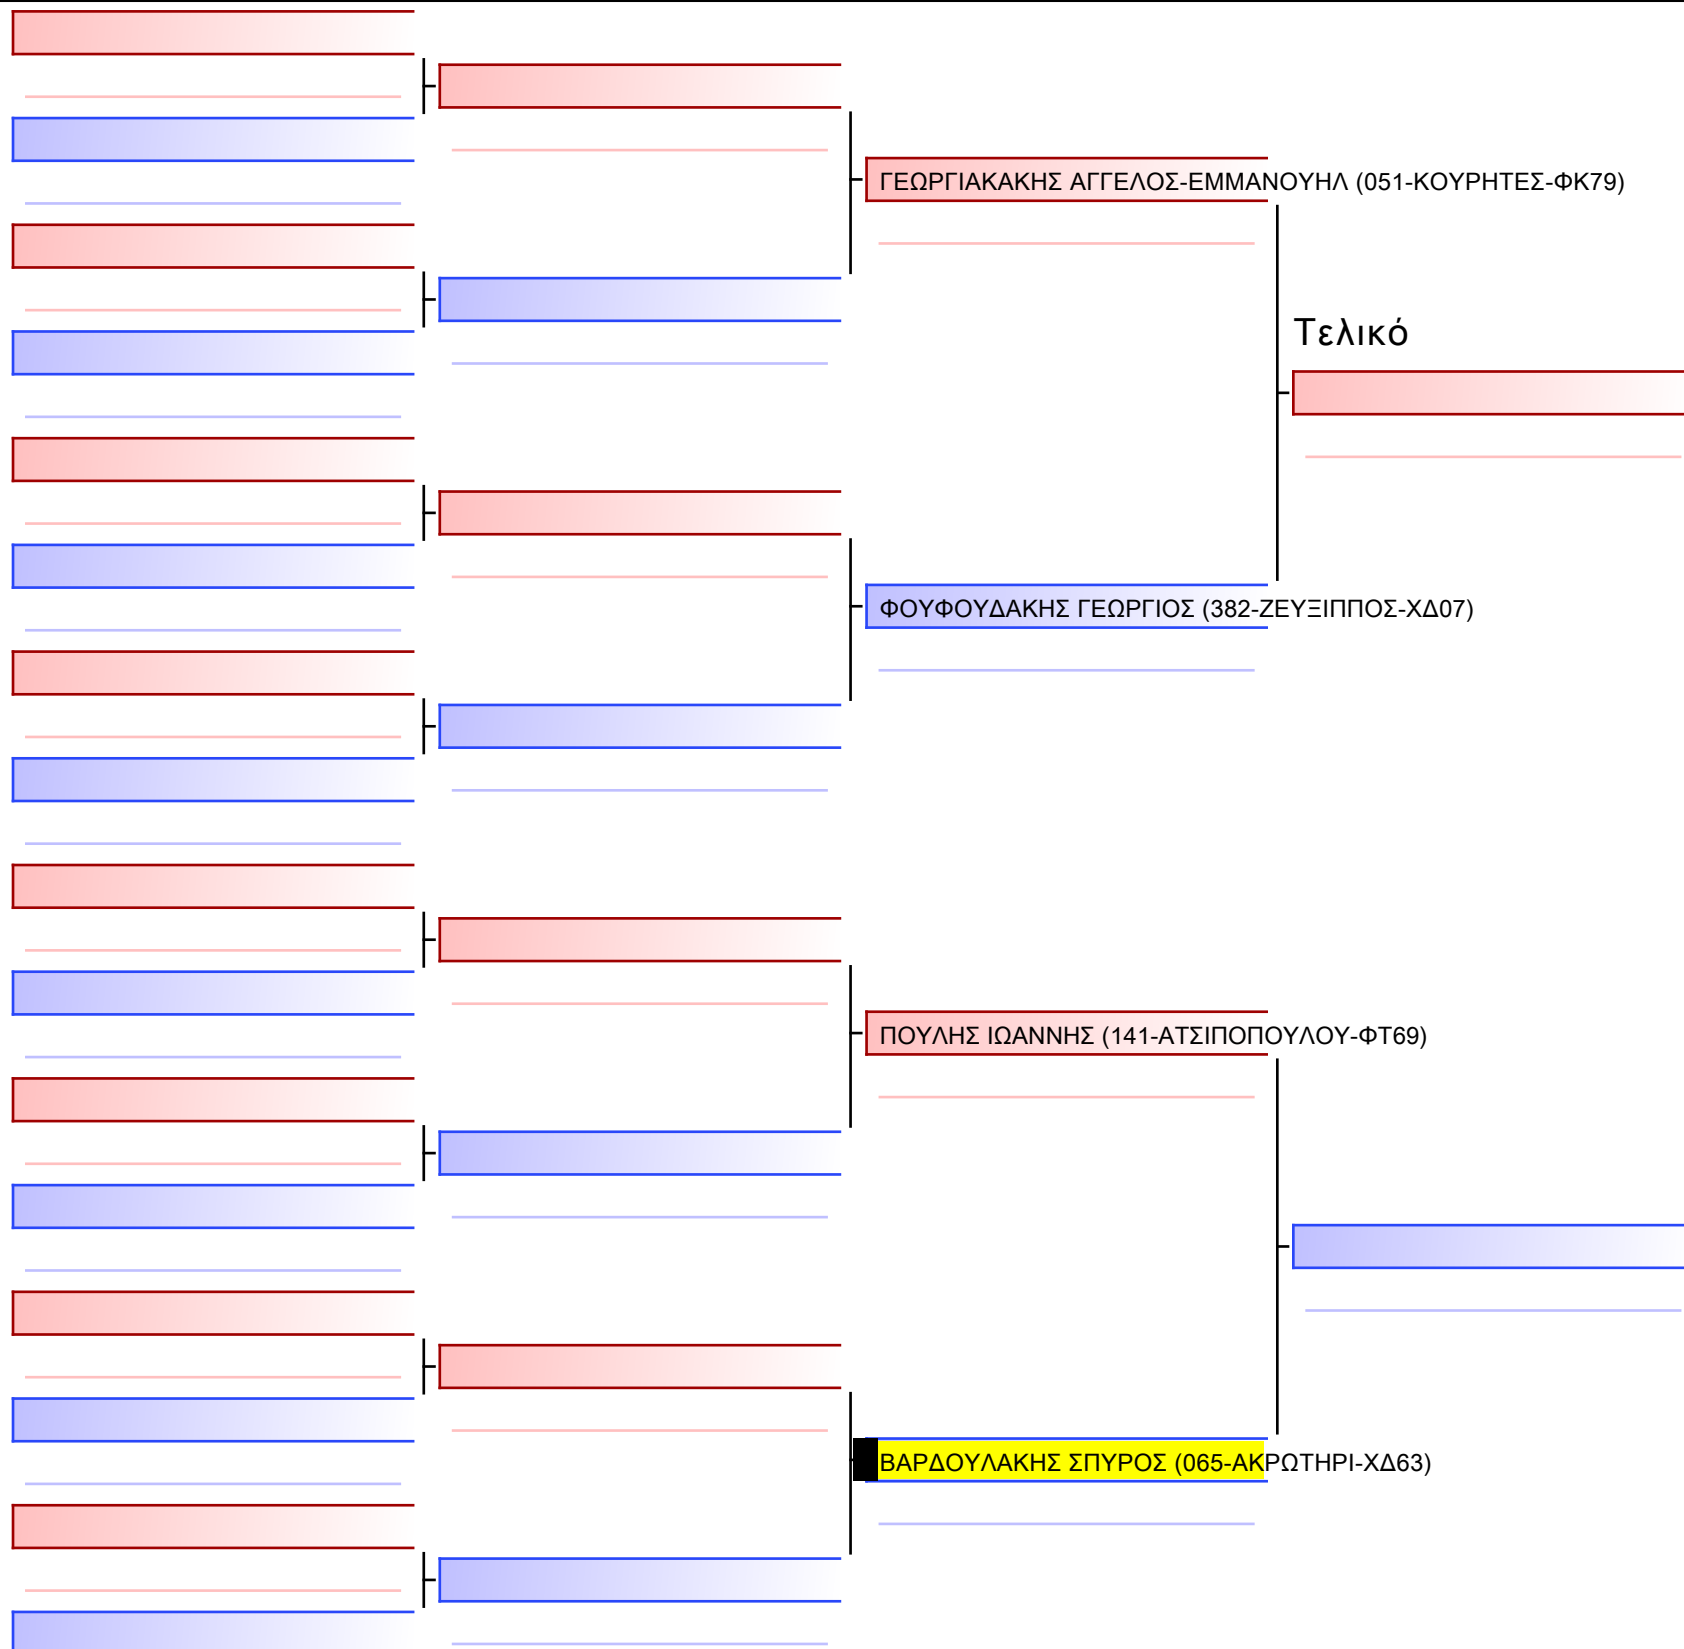 ΓΕΩΡΓΙΑΚΑΚΗΣ ΑΓΓΕΛΟΣ-ΕΜΜΑΝΟΥΗΛ (051-ΚΟΥΡΗΤΕΣ-ΦΚ79)
Τελικό
ΦΟΥΦΟΥΔΑΚΗΣ ΓΕΩΡΓΙΟΣ (382-ΖΕΥΞΙΠΠΟΣ-ΧΔ07)
ΠΟΥΛΗΣ ΙΩΑΝΝΗΣ (141-ΑΤΣΙΠΟΠΟΥΛΟΥ-ΦΤ69)
ΒΑΡΔΟΥΛΑΚΗΣ ΣΠΥΡΟΣ (065-ΑΚΡΩΤΗΡΙ-ΧΔ63)